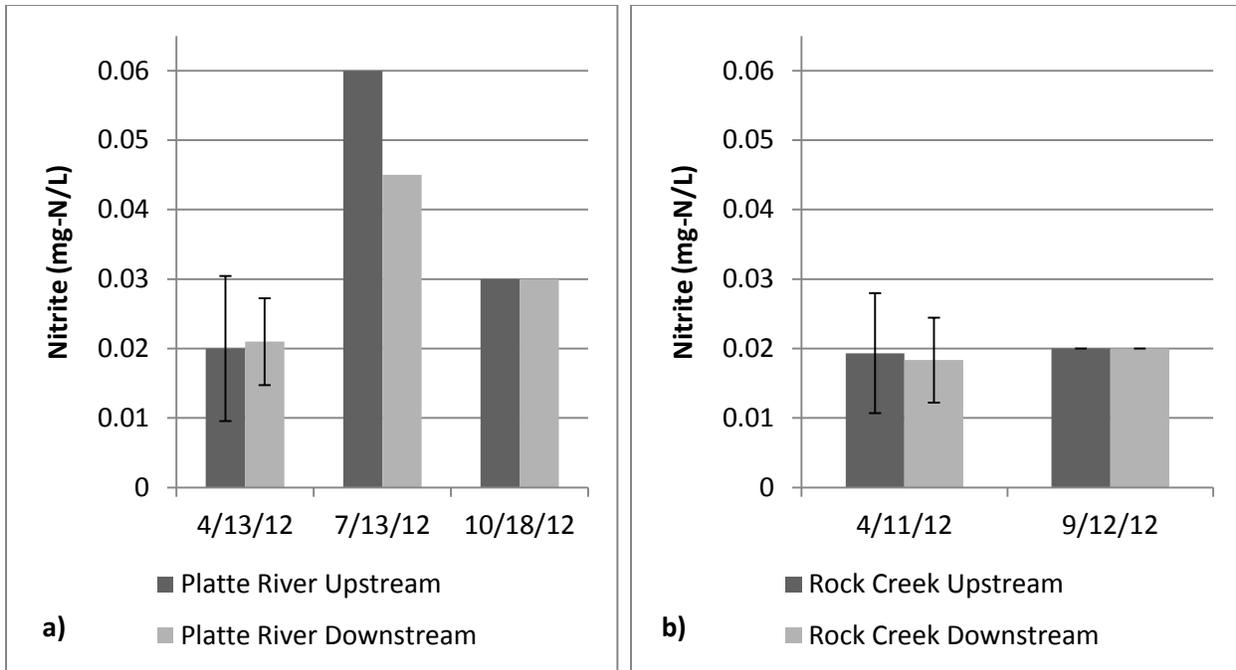 Nitrite (mg-N/L)
0.06
0.05
0.04
0.03
0.02
0.01
0
4/13/12 7/13/12 10/18/12
Platte River Upstream
Platte River Downstream
a)
Nitrite (mg-N/L)
0.06
0.05
0.04
0.03
0.02
0.01
0
4/11/12 9/12/12
Rock Creek Upstream
Rock Creek Downstream
b)